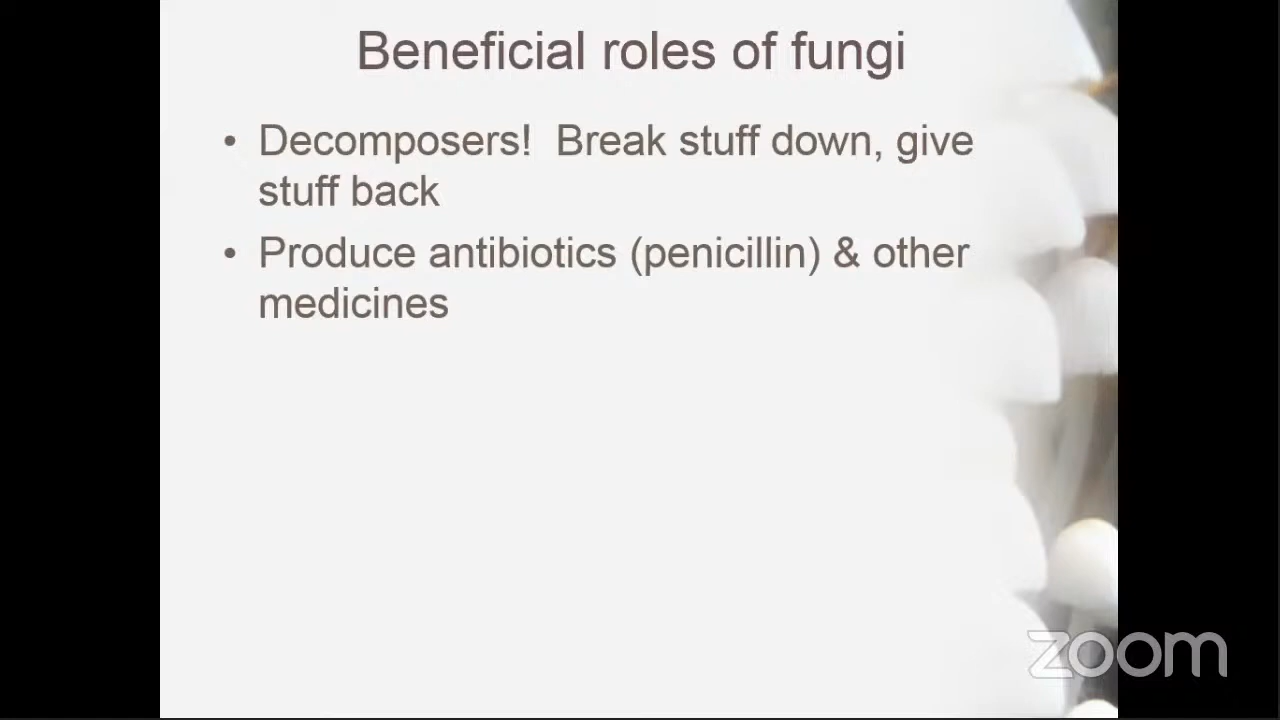 Beneficial roles of fungi
• Decomposers!  Break stuff down, give
stuff back
• Produce antibiotics (penicillin) & other
medicines
zoom